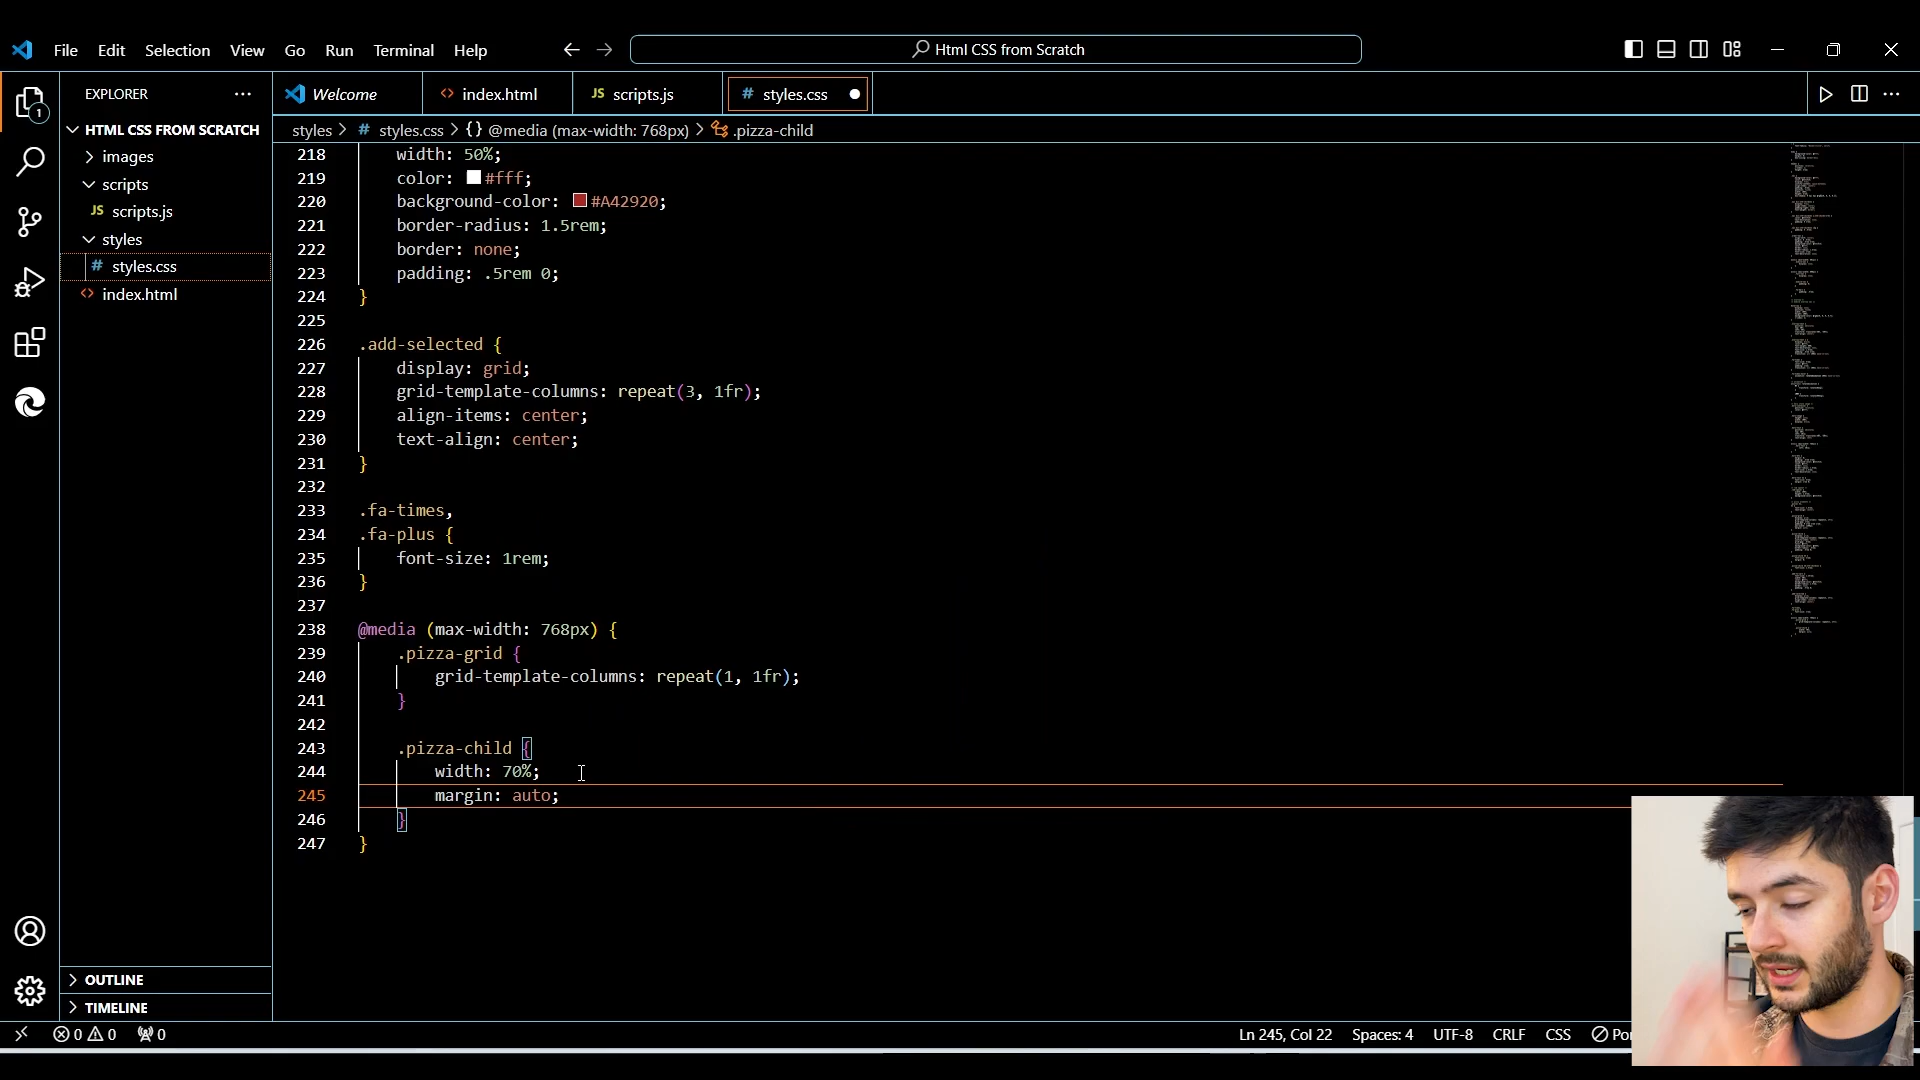 File Edit Selection View Go Run Terminal Help
Html CSS from Scratch
EXPLORER
Welcome
index.html
JS scripts.js
# styles.css
HTML CSS FROM SCRATCH
images
scripts
JS scripts.js
styles
# styles.css
index.html
styles > # styles.css > {} @media (max-width: 768px) > .pizza-child
218 width: 50%;
219 color: #fff;
220 background-color: #A42920;
221 border-radius: 1.5rem;
222 border: none;
223 padding: .5rem 0;
224 }
225
226 .add-selected {
227 display: grid;
228 grid-template-columns: repeat(3, 1fr);
229 align-items: center;
230 text-align: center;
231 }
232
233 .fa-times,
234 .fa-plus {
235 font-size: 1rem;
236 }
237
238 @media (max-width: 768px) {
239 .pizza-grid {
240 grid-template-columns: repeat(1, 1fr);
241 }
242
243 .pizza-child {
244 width: 70%;
245 margin: auto;
246 }
247 }
1
OUTLINE
TIMELINE
0 0 0
Ln 245, Col 22 Spaces: 4 UTF-8 CRLF CSS